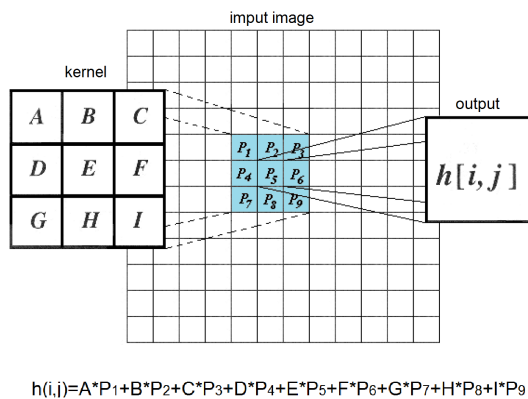 imput image
kernel
output
A B C
D E F
G H I
P1 P2 P3
P4 P5 P6
P7 P8 P9
h[i,j]
h(i,j)=A*P1+B*P2+C*P3+D*P4+E*P5+F*P6+G*P7+H*P8+I*P9